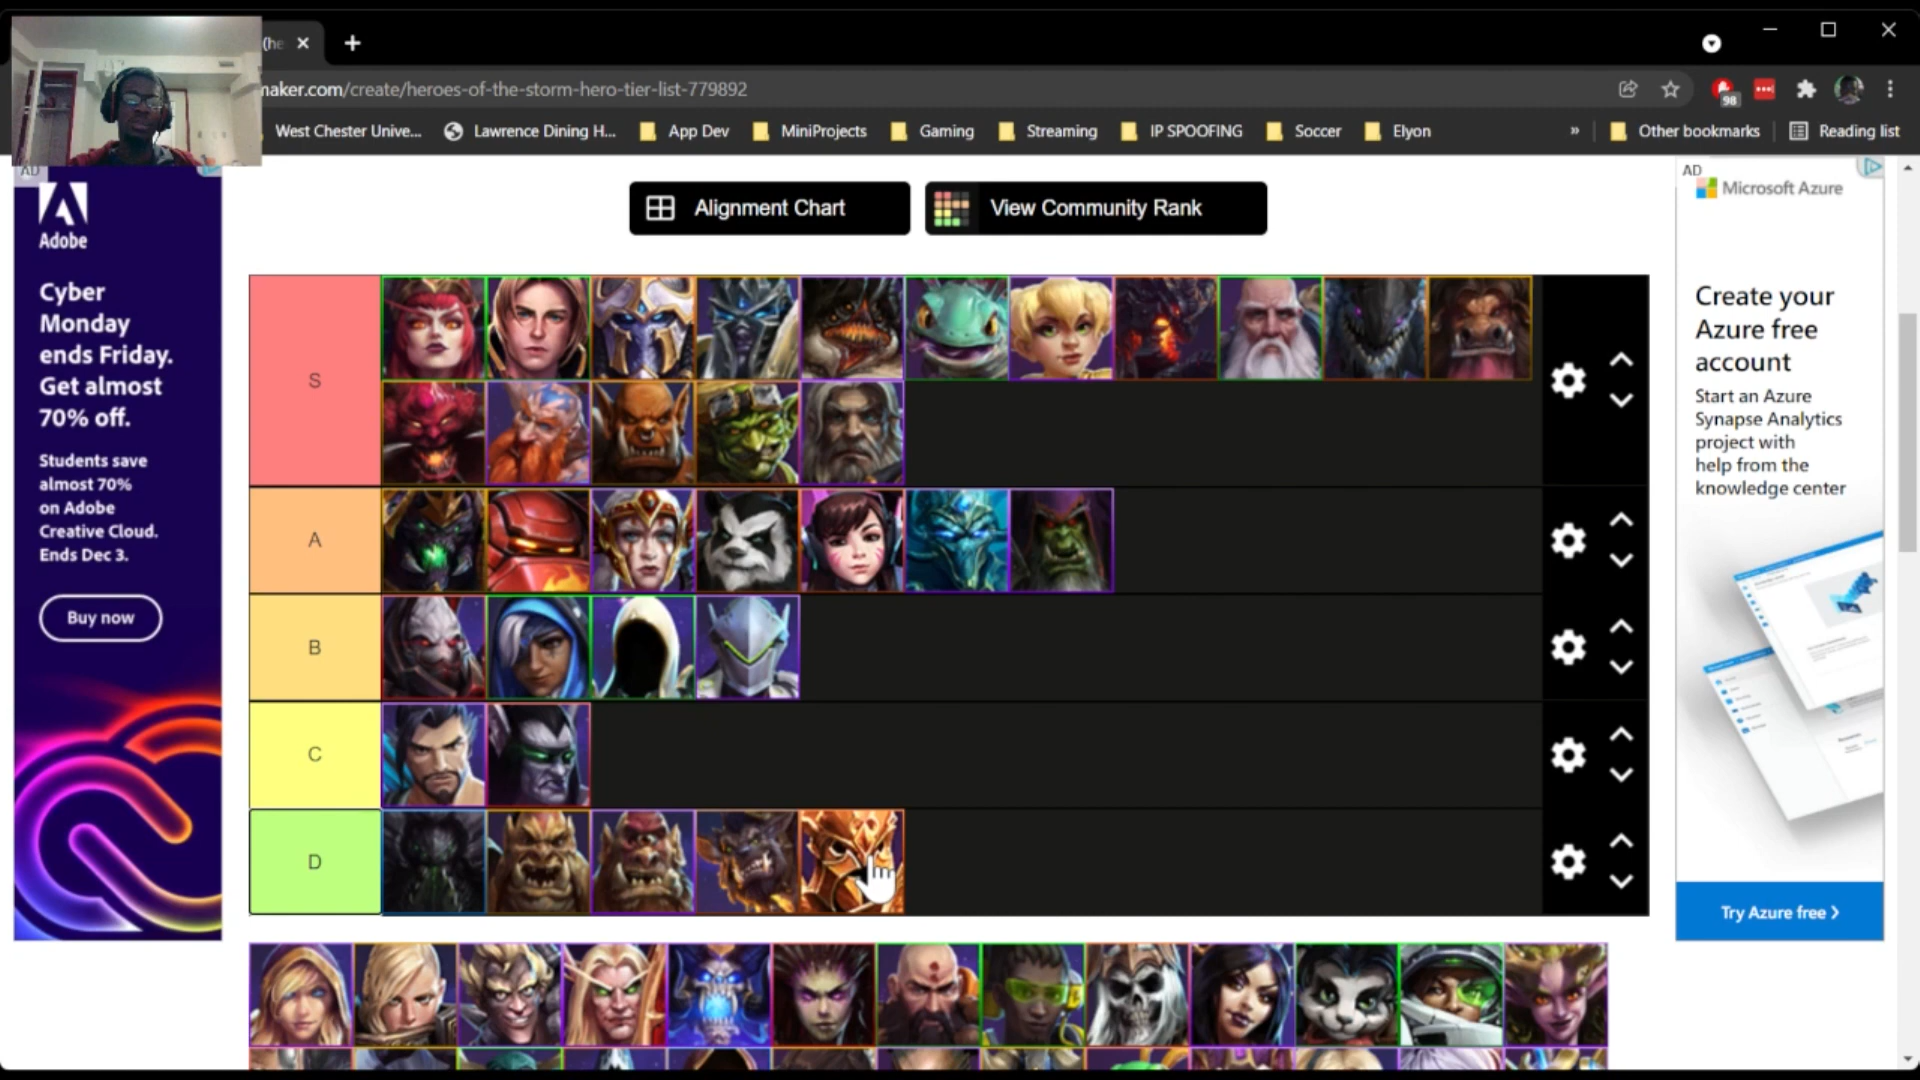 (he
maker.com/create/heroes-of-the-storm-hero-tier-list-779892
98
West Chester Unive...
Lawrence Dining H...
App Dev
MiniProjects
Gaming
Streaming
IP SPOOFING
Soccer
Elyon
»
Other bookmarks
Reading list
AD
Adobe
Cyber
Monday
ends Friday.
Get almost
70% off.
Students save
almost 70%
on Adobe
Creative Cloud.
Ends Dec 3.
Buy now
Alignment Chart
View Community Rank
S
A
B
C
D
AD
Microsoft Azure
Create your
Azure free
account
Start an Azure
Synapse Analytics
project with
help from the
knowledge center
Try Azure free >